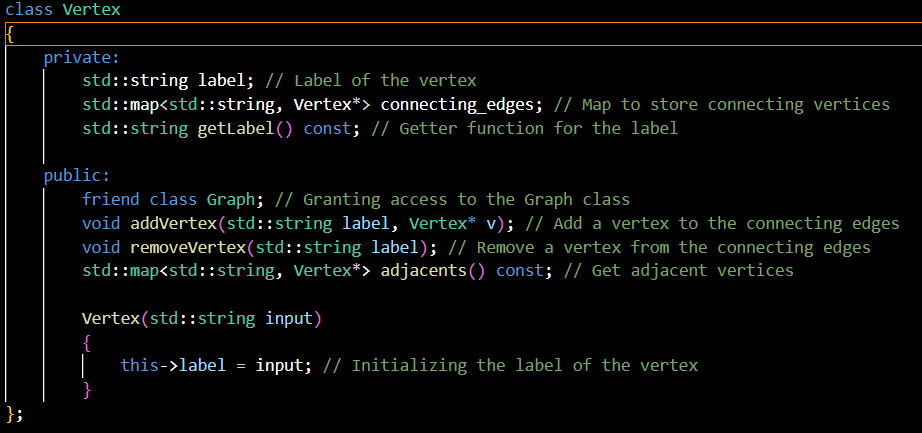 class Vertex
{
    private:
        std::string label; // Label of the vertex
        std::map<std::string, Vertex*> connecting_edges; // Map to store connecting vertices
        std::string getLabel() const; // Getter function for the label

    public:
        friend class Graph; // Granting access to the Graph class
        void addVertex(std::string label, Vertex* v); // Add a vertex to the connecting edges
        void removeVertex(std::string label); // Remove a vertex from the connecting edges
        std::map<std::string, Vertex*> adjacents() const; // Get adjacent vertices

        Vertex(std::string input)
        {
            this->label = input; // Initializing the label of the vertex
        }
};